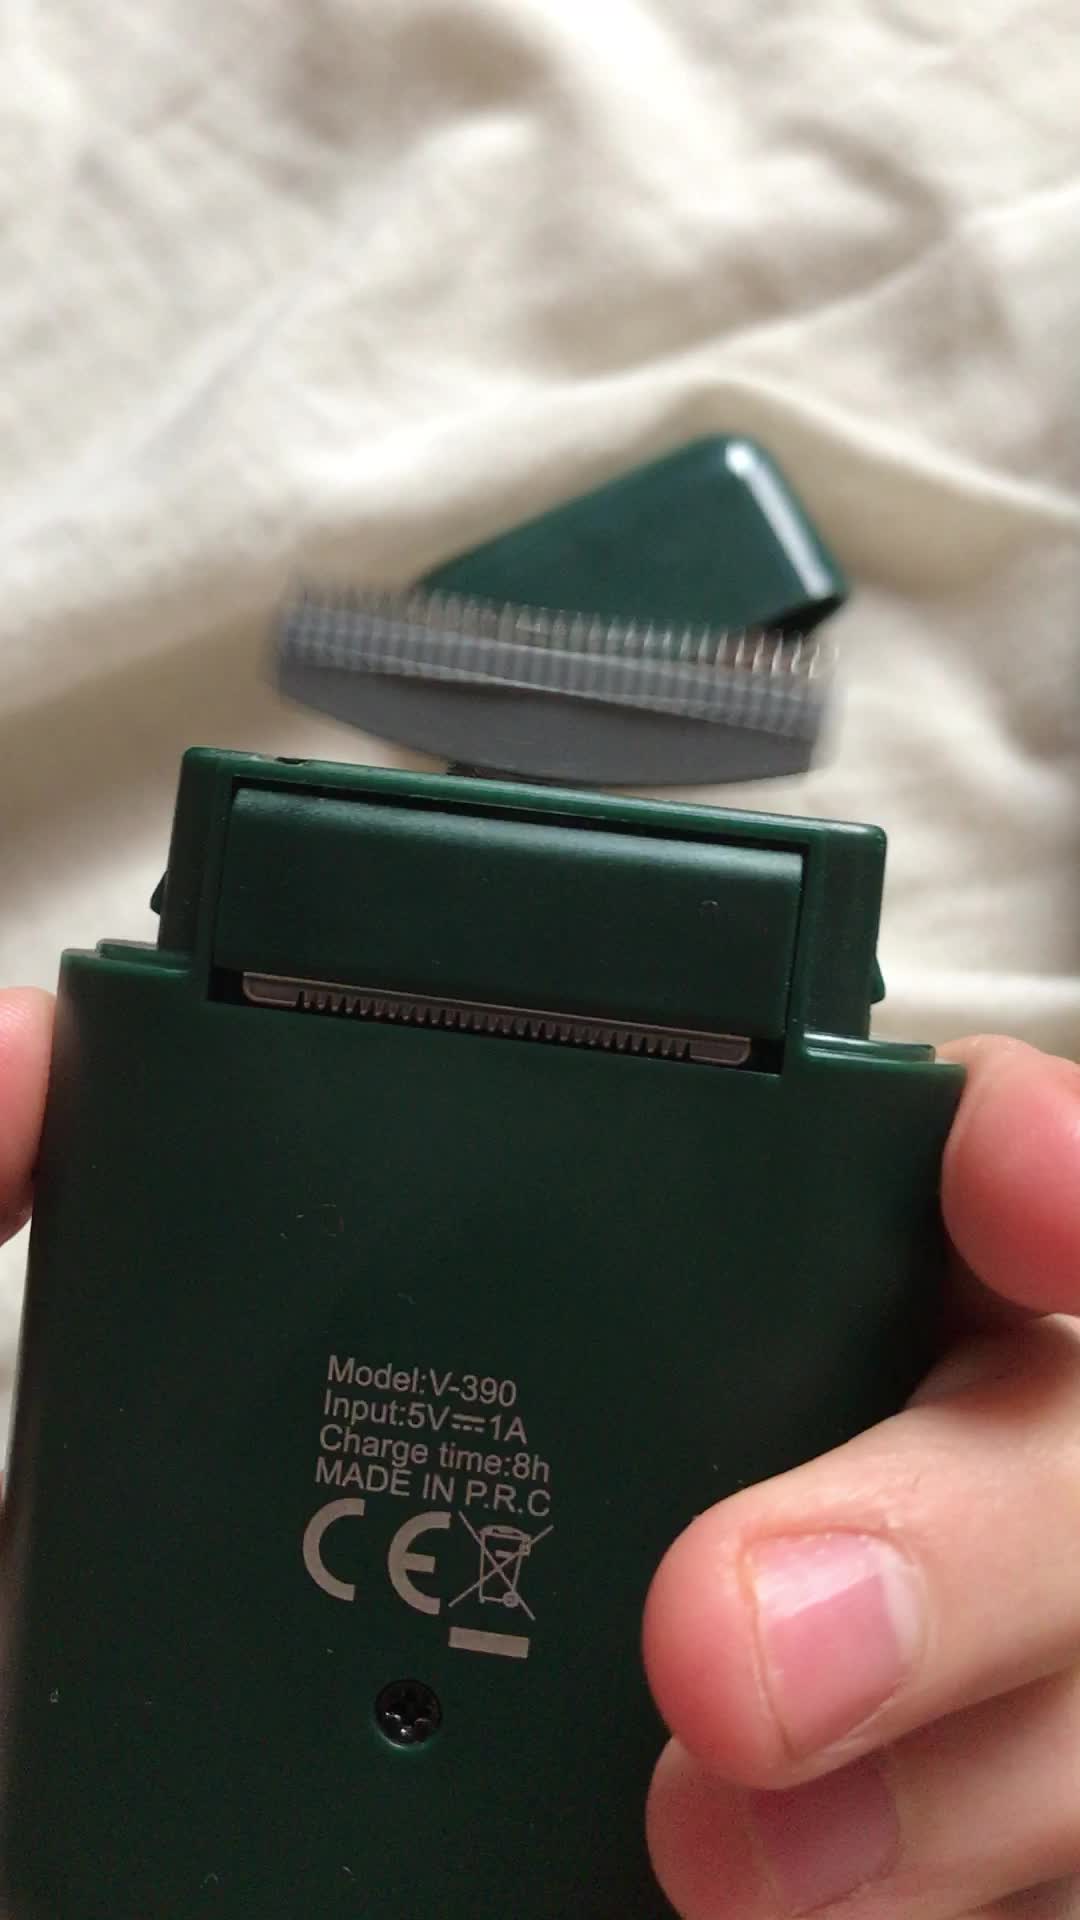 Model:V-390
Input:5V⎓1A
Charge time:8h
MADE IN P.R.C
CE